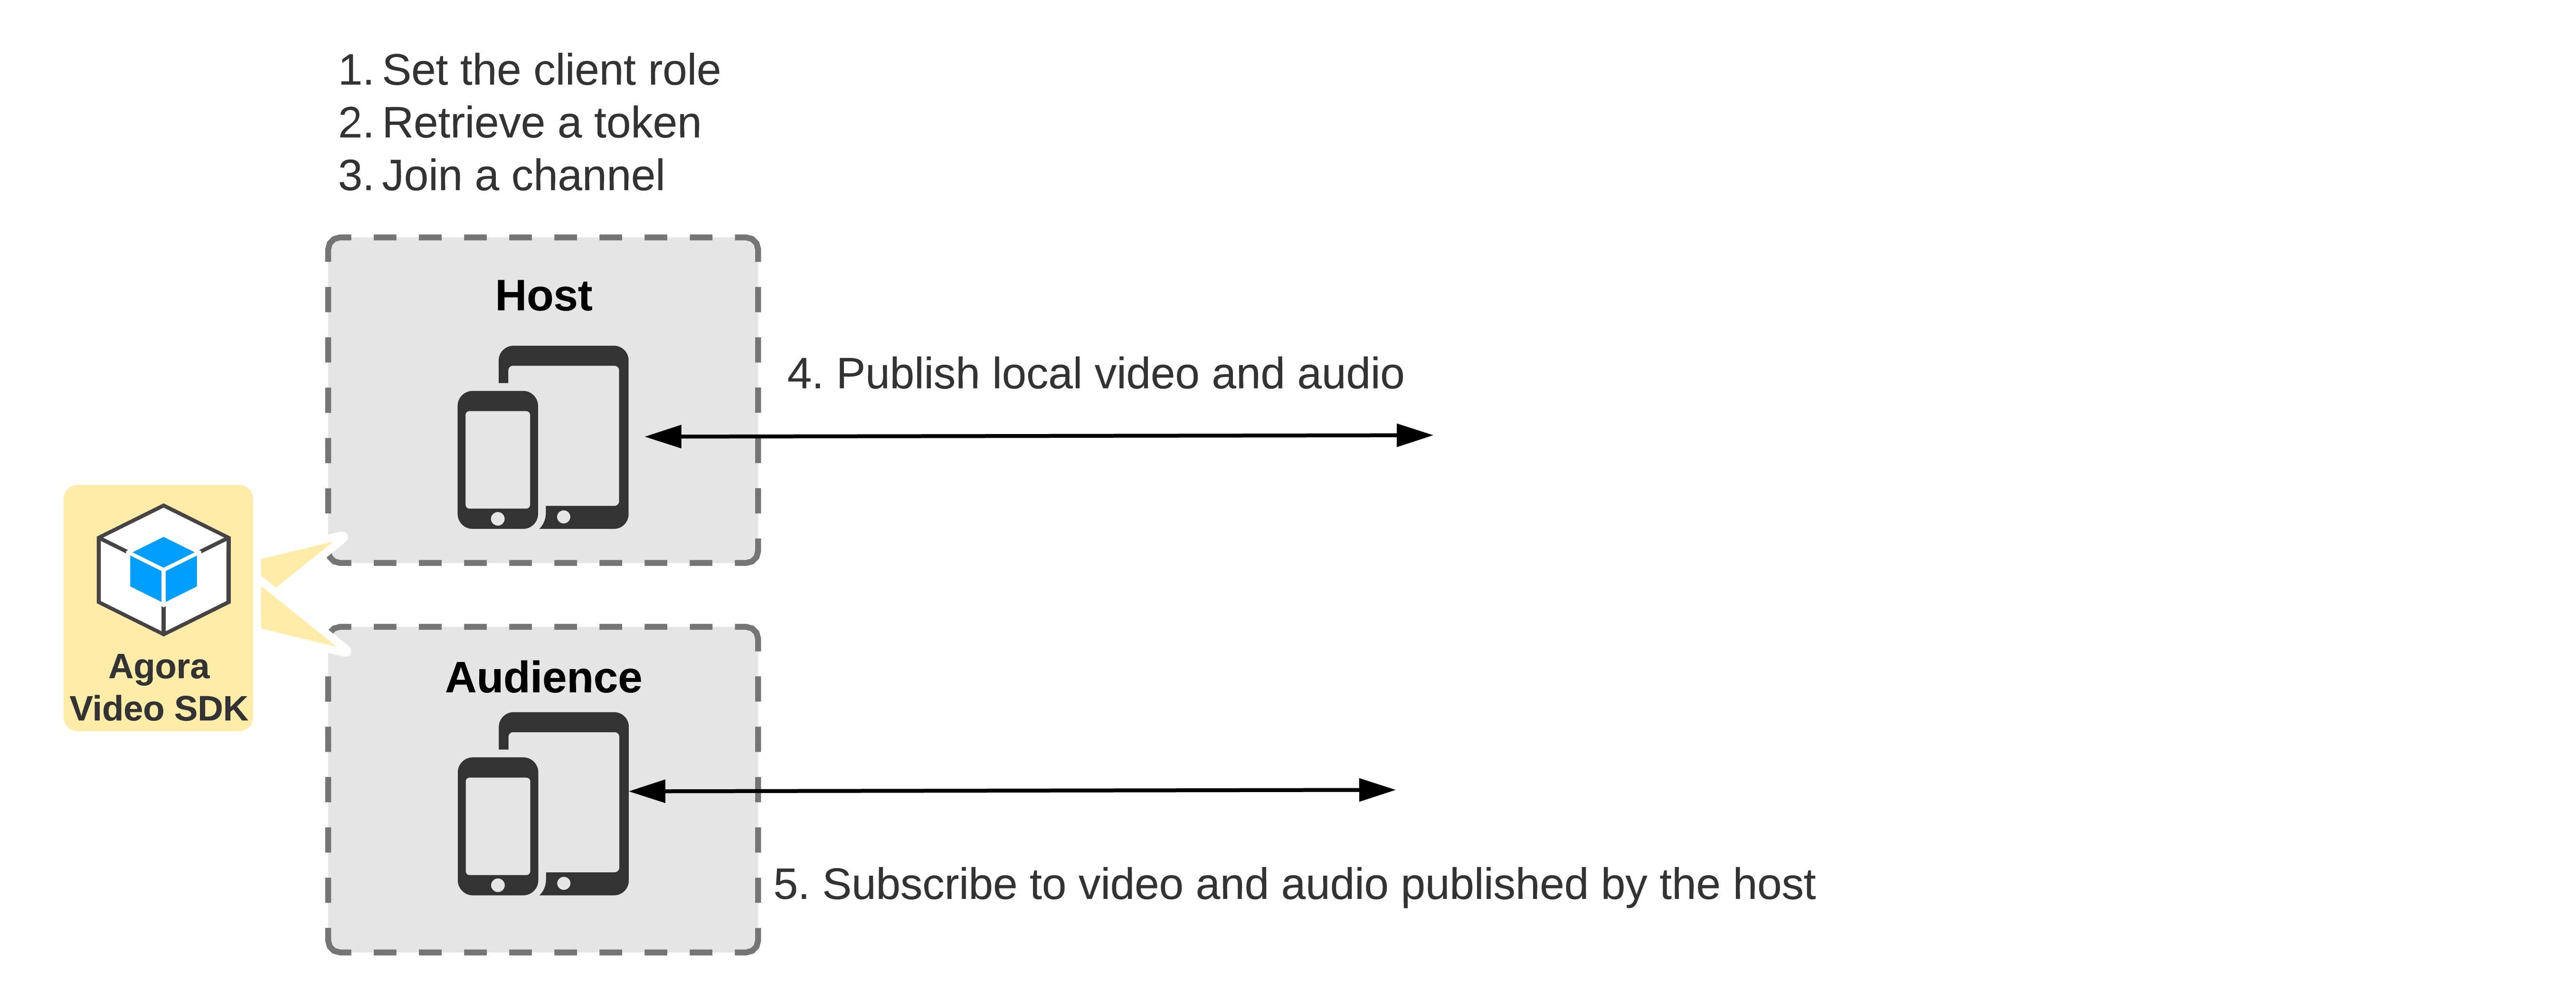 1. Set the client role
2. Retrieve a token
3. Join a channel
Host
4. Publish local video and audio
Agora
Video SDK
Audience
5. Subscribe to video and audio published by the host